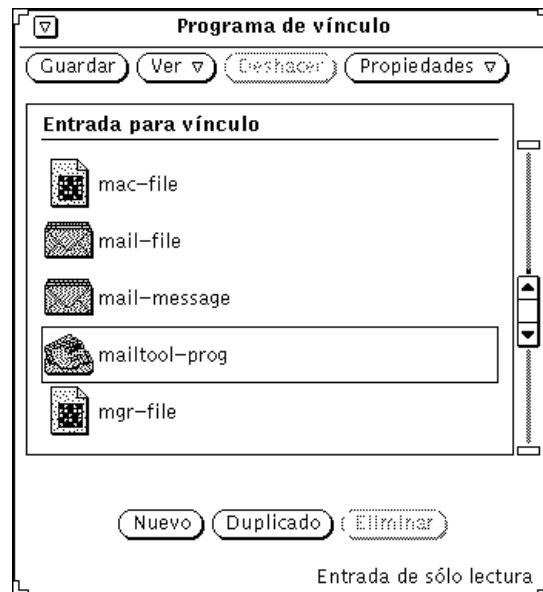 Programa de vínculo
Guardar Ver Deshacer Propiedades
Entrada para vínculo
mac-file
mail-file
mail-message
mailtool-prog
mgr-file
Nuevo Duplicado Eliminar
Entrada de sólo lectura